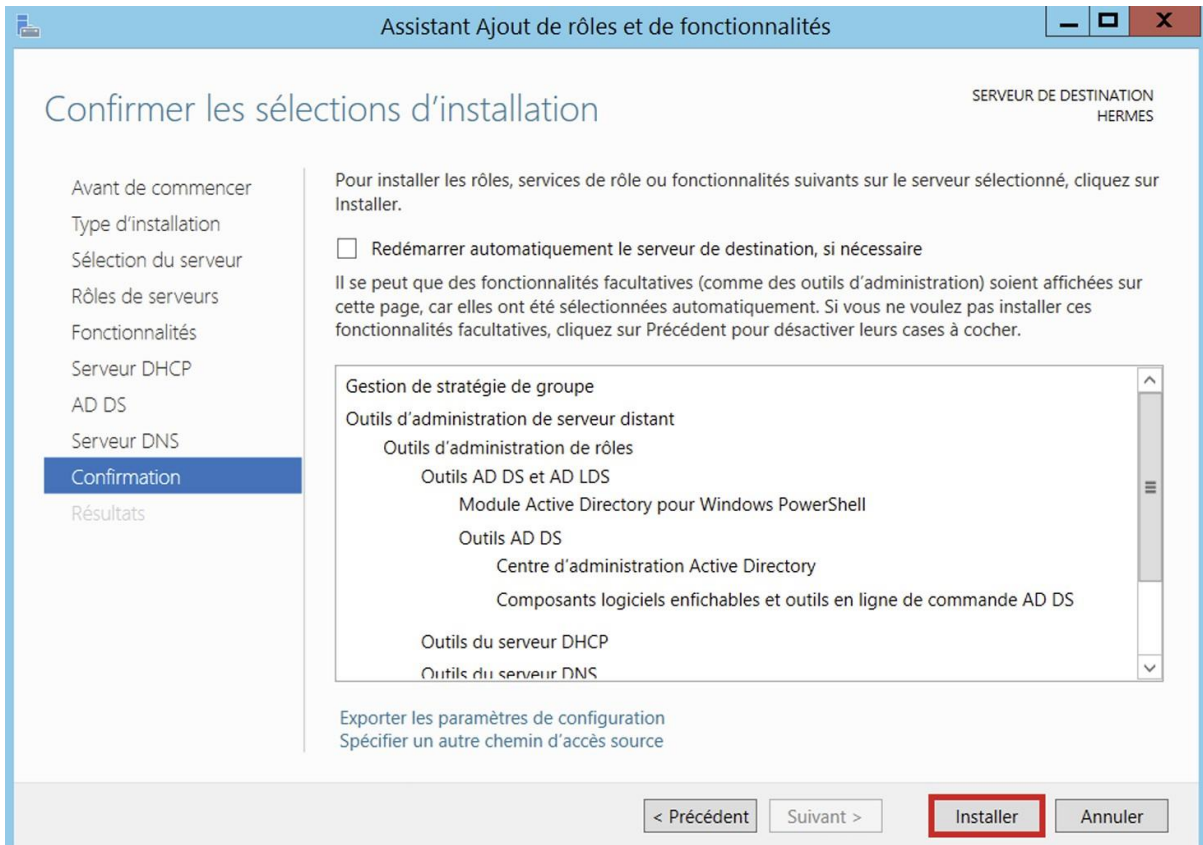 Assistant Ajout de rôles et de fonctionnalités
Confirmer les sélections d'installation
SERVEUR DE DESTINATION
HERMES
Avant de commencer
Type d'installation
Sélection du serveur
Rôles de serveurs
Fonctionnalités
Serveur DHCP
AD DS
Serveur DNS
Confirmation
Résultats
Pour installer les rôles, services de rôle ou fonctionnalités suivants sur le serveur sélectionné, cliquez sur
Installer.
Redémarrer automatiquement le serveur de destination, si nécessaire
Il se peut que des fonctionnalités facultatives (comme des outils d'administration) soient affichées sur
cette page, car elles ont été sélectionnées automatiquement. Si vous ne voulez pas installer ces
fonctionnalités facultatives, cliquez sur Précédent pour désactiver leurs cases à cocher.
Gestion de stratégie de groupe
Outils d'administration de serveur distant
Outils d'administration de rôles
Outils AD DS et AD LDS
Module Active Directory pour Windows PowerShell
Outils AD DS
Centre d'administration Active Directory
Composants logiciels enfichables et outils en ligne de commande AD DS
Outils du serveur DHCP
Outils du serveur DNS
Exporter les paramètres de configuration
Spécifier un autre chemin d'accès source
< Précédent
Suivant >
Installer
Annuler